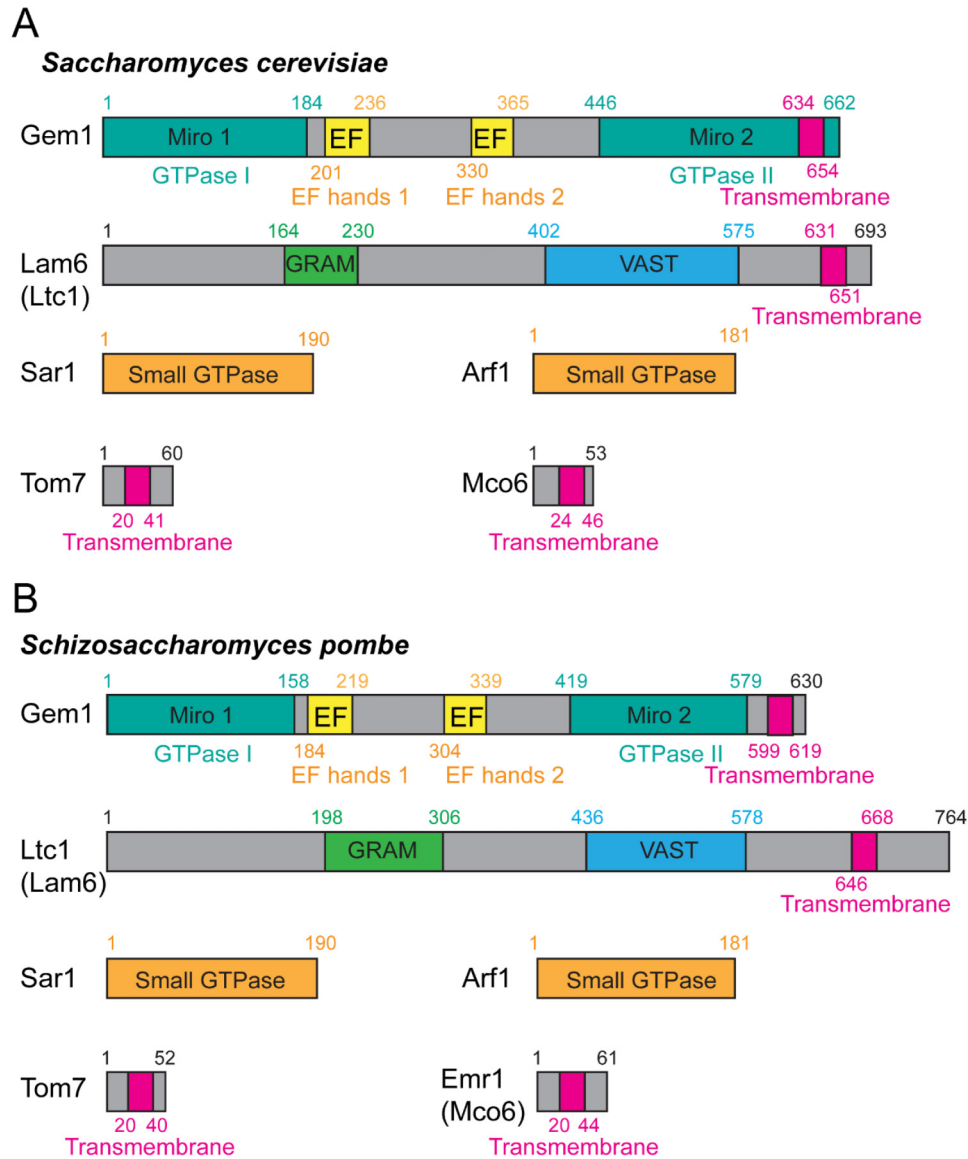 A
Saccharomyces cerevisiae
1 184 236 365 446 634 662
Gem1 Miro 1 EF EF Miro 2
GTPase I 201 330 GTPase II 654
EF hands 1 EF hands 2 Transmembrane
1 164 230 402 575 631 693
Lam6 GRAM VAST
(Ltc1) 651
Transmembrane
1 190 1 181
Sar1 Small GTPase Arf1 Small GTPase
1 60 1 53
Tom7 Mco6
20 41 24 46
Transmembrane Transmembrane
B
Schizosaccharomyces pombe
1 158 219 339 419 579 630
Gem1 Miro 1 EF EF Miro 2
GTPase I 184 304 GTPase II 599 619
EF hands 1 EF hands 2 Transmembrane
1 198 306 436 578 668 764
Ltc1 GRAM VAST
(Lam6) 646
Transmembrane
1 190 1 181
Sar1 Small GTPase Arf1 Small GTPase
1 52 1 61
Tom7 Emr1
(Mco6)
20 40 20 44
Transmembrane Transmembrane